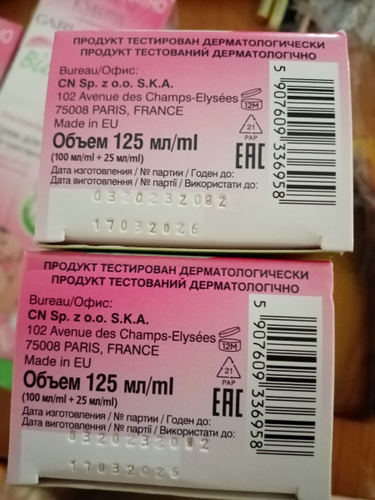 ПРОДУКТ ТЕСТИРОВАН ДЕРМАТОЛОГИЧЕСКИ
ПРОДУКТ ТЕСТОВАНИЙ ДЕРМАТОЛОГІЧНО
Bureau/Офис:
CN Sp. z o.o. S.K.A.
102 Avenue des Champs-Elysées
75008 PARIS, FRANCE
Made in EU
12M
21
PAP
Объем 125 мл/ml
(100 мл/ml + 25 мл/ml)
EAC
Дата изготовления / № партии / Годен до:
Дата виготовлення / № партії / Використати до:
0320232082
17032026
5 907609 336958
ПРОДУКТ ТЕСТИРОВАН ДЕРМАТОЛОГИЧЕСКИ
ПРОДУКТ ТЕСТОВАНИЙ ДЕРМАТОЛОГІЧНО
Bureau/Офис:
CN Sp. z o.o. S.K.A.
102 Avenue des Champs-Elysées
75008 PARIS, FRANCE
Made in EU
12M
21
PAP
Объем 125 мл/ml
(100 мл/ml + 25 мл/ml)
EAC
Дата изготовления / № партии / Годен до:
Дата виготовлення / № партії / Використати до:
0320232082
17032026
5 907609 336958